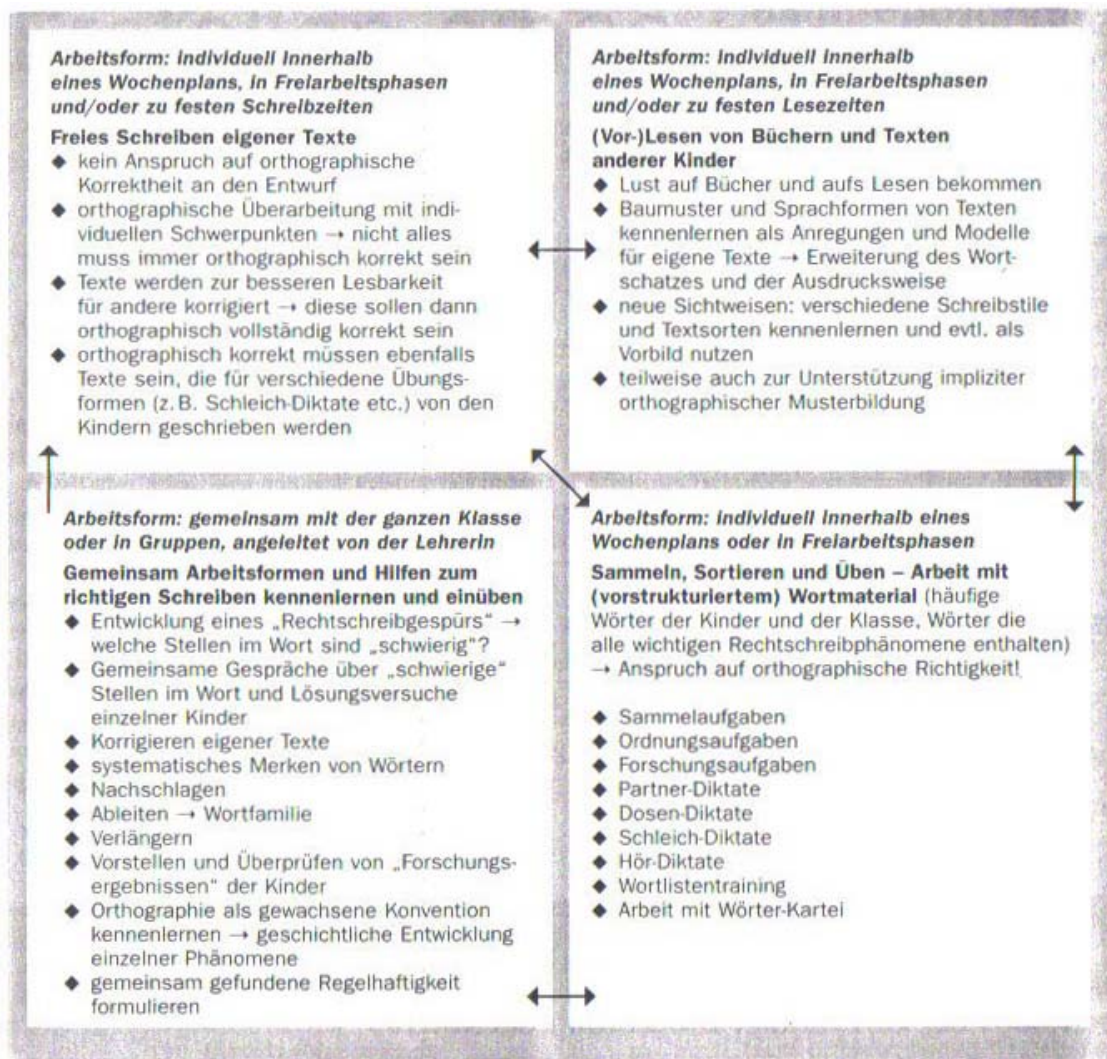 Arbeitsform: individuell innerhalb
eines Wochenplans, in Freiarbeitsphasen
und/oder zu festen Schreibzeiten
Freies Schreiben eigener Texte
◆ kein Anspruch auf orthographische
Korrektheit an den Entwurf
◆ orthographische Überarbeitung mit indi-
viduellen Schwerpunkten → nicht alles
muss immer orthographisch korrekt sein
◆ Texte werden zur besseren Lesbarkeit
für andere korrigiert → diese sollen dann
orthographisch vollständig korrekt sein
◆ orthographisch korrekt müssen ebenfalls
Texte sein, die für verschiedene Übungs-
formen (z. B. Schleich-Diktate etc.) von den
Kindern geschrieben werden
Arbeitsform: individuell innerhalb
eines Wochenplans, in Freiarbeitsphasen
und/oder zu festen Lesezeiten
(Vor-)Lesen von Büchern und Texten
anderer Kinder
◆ Lust auf Bücher und aufs Lesen bekommen
◆ Baumuster und Sprachformen von Texten
kennenlernen als Anregungen und Modelle
für eigene Texte → Erweiterung des Wort-
schatzes und der Ausdrucksweise
◆ neue Sichtweisen: verschiedene Schreibstile
und Textsorten kennenlernen und evtl. als
Vorbild nutzen
◆ teilweise auch zur Unterstützung impliziter
orthographischer Musterbildung
Arbeitsform: gemeinsam mit der ganzen Klasse
oder in Gruppen, angeleitet von der Lehrerin
Gemeinsam Arbeitsformen und Hilfen zum
richtigen Schreiben kennenlernen und einüben
◆ Entwicklung eines „Rechtschreibgespürs“ →
welche Stellen im Wort sind „schwierig“?
◆ Gemeinsame Gespräche über „schwierige“
Stellen im Wort und Lösungsversuche
einzelner Kinder
◆ Korrigieren eigener Texte
◆ systematisches Merken von Wörtern
◆ Nachschlagen
◆ Ableiten → Wortfamilie
◆ Verlängern
◆ Vorstellen und Überprüfen von „Forschungs-
ergebnissen“ der Kinder
◆ Orthographie als gewachsene Konvention
kennenlernen → geschichtliche Entwicklung
einzelner Phänomene
◆ gemeinsam gefundene Regelhaftigkeit
formulieren
Arbeitsform: individuell innerhalb eines
Wochenplans oder in Freiarbeitsphasen
Sammeln, Sortieren und Üben – Arbeit mit
(vorstrukturiertem) Wortmaterial (häufige
Wörter der Kinder und der Klasse, Wörter die
alle wichtigen Rechtschreibphänomene enthalten)
→ Anspruch auf orthographische Richtigkeit!
◆ Sammelaufgaben
◆ Ordnungsaufgaben
◆ Forschungsaufgaben
◆ Partner-Diktate
◆ Dosen-Diktate
◆ Schleich-Diktate
◆ Hör-Diktate
◆ Wortlistentraining
◆ Arbeit mit Wörter-Kartei